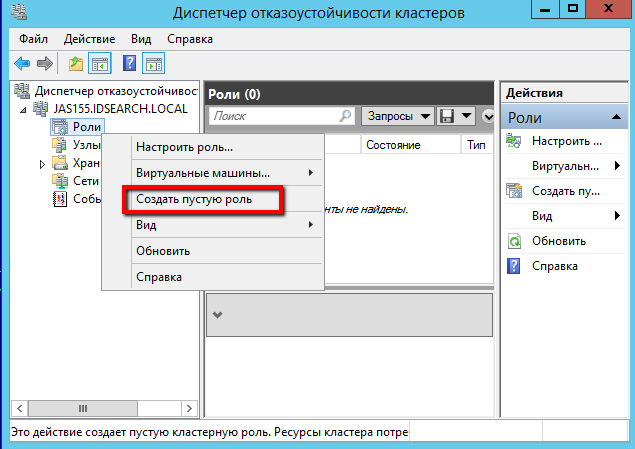 Диспетчер отказоустойчивости кластеров
Файл Действие Вид Справка
Диспетчер отказоустойчивост
JAS155.IDSEARCH.LOCAL
Роли
Узлы
Хран
Сети
Собы
Настроить роль...
Виртуальные машины...
Создать пустую роль
Вид
Обновить
Справка
Роли (0)
Поиск
Запросы
Состояние Тип
нты не найдены.
Действия
Роли
Настроить ...
Виртуальн...
Создать пу...
Вид
Обновить
Справка
Это действие создает пустую кластерную роль. Ресурсы кластера потре